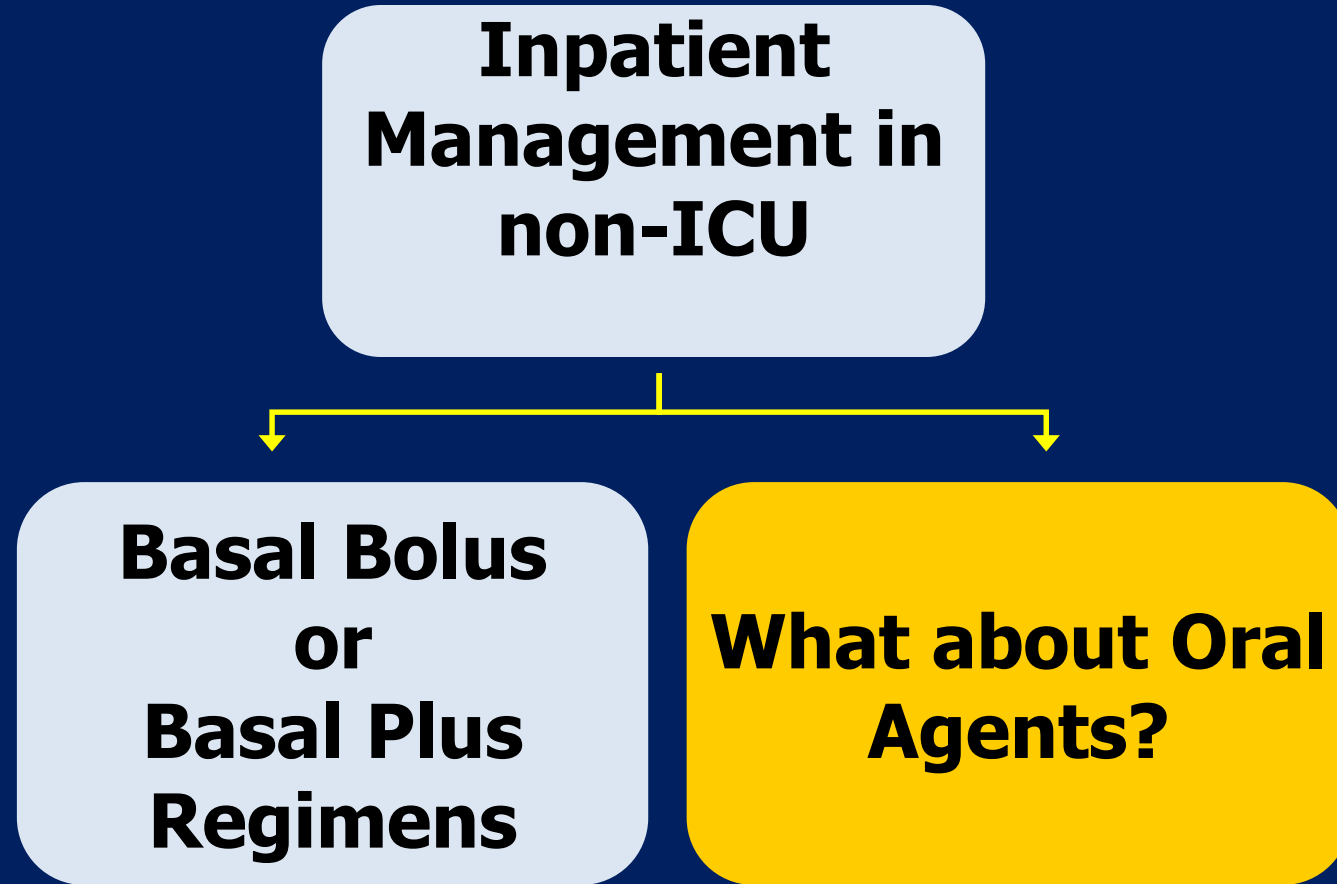 Inpatient
Management in
non-ICU
Basal Bolus
or
Basal Plus
Regimens
What about Oral
Agents?